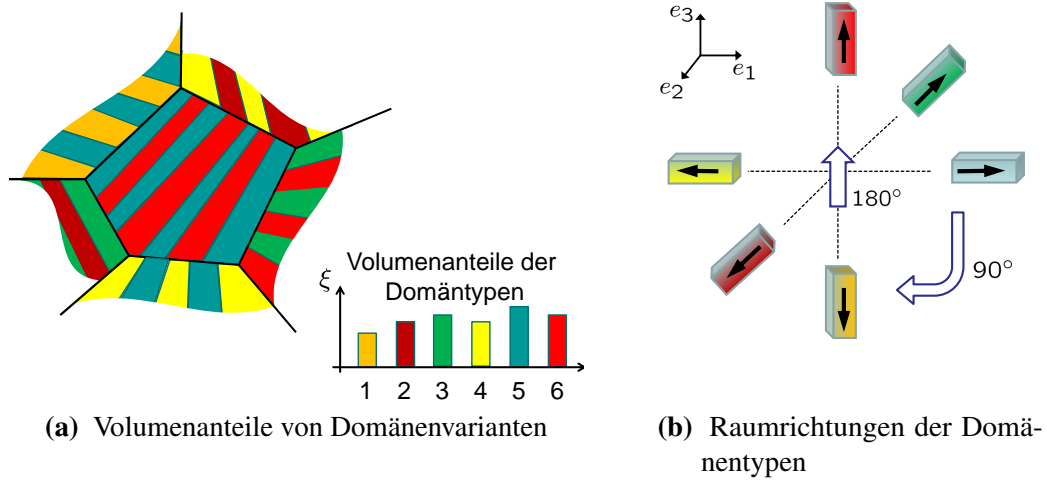 Volumenanteile der
Domäntypen
ξ
1 2 3 4 5 6
(a) Volumenanteile von Domänenvarianten
e3
e1
e2
180°
90°
(b) Raumrichtungen der Domä-
nentypen